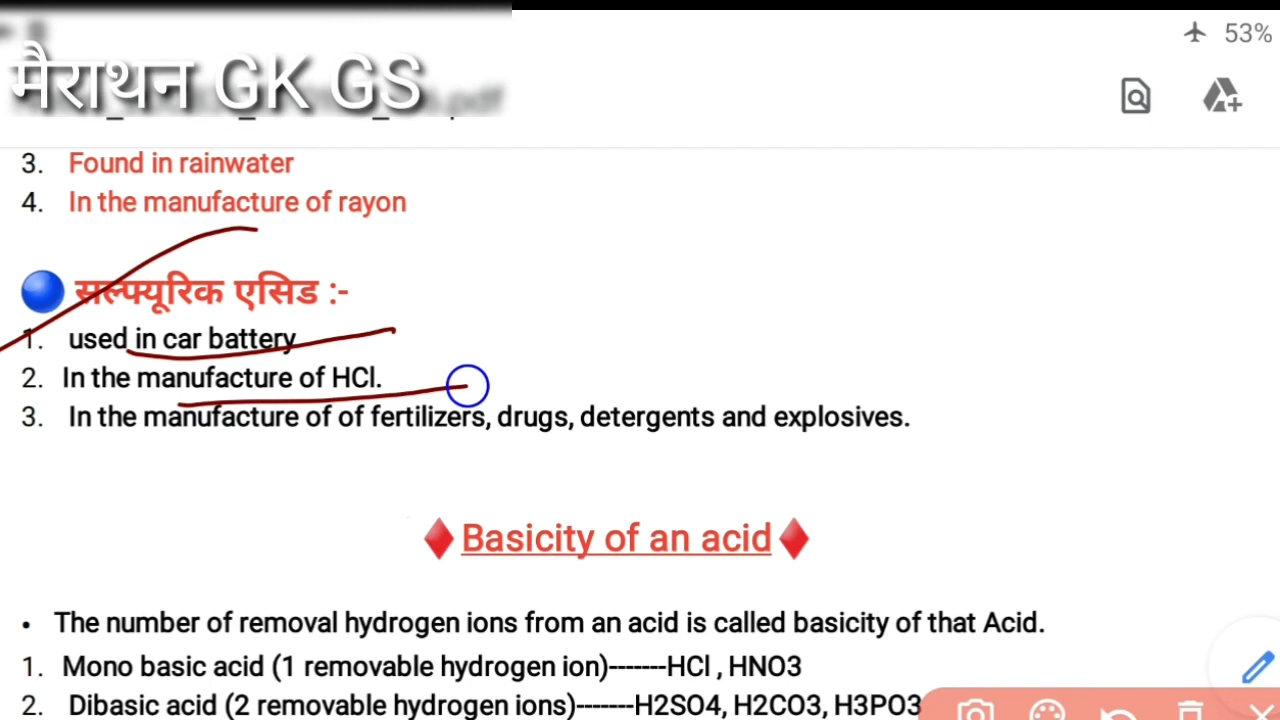 53%
मैराथन GK GS
.pdf
3. Found in rainwater
4. In the manufacture of rayon
सल्फ्यूरिक एसिड :-
1. used in car battery
2. In the manufacture of HCl.
3. In the manufacture of of fertilizers, drugs, detergents and explosives.
Basicity of an acid
• The number of removal hydrogen ions from an acid is called basicity of that Acid.
1. Mono basic acid (1 removable hydrogen ion)-------HCl , HNO3
2. Dibasic acid (2 removable hydrogen ions)-------H2SO4, H2CO3, H3PO3